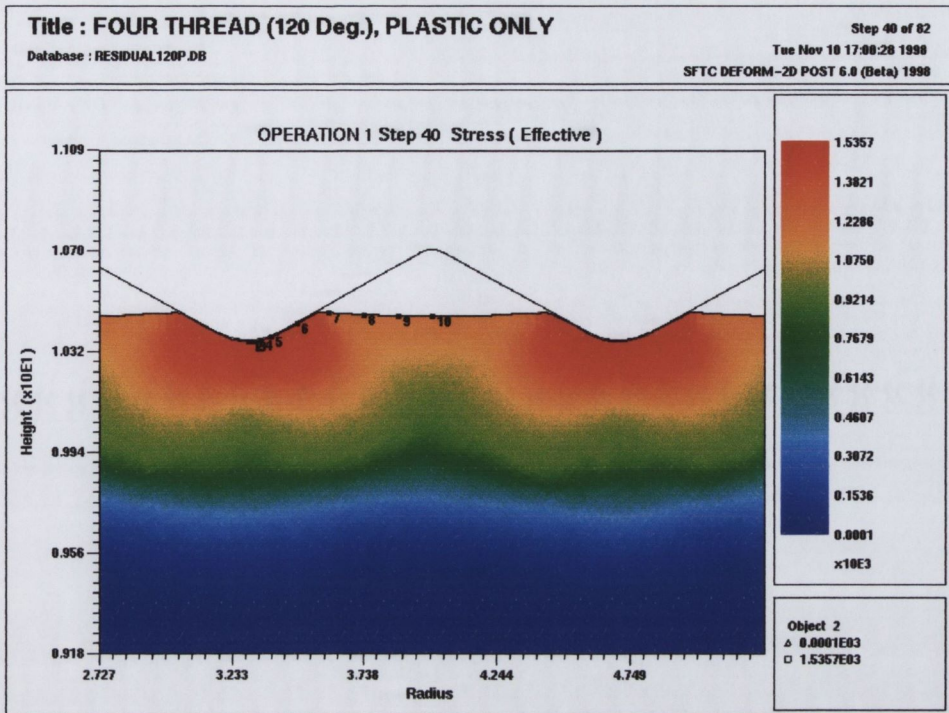 Title : FOUR THREAD (120 Deg.), PLASTIC ONLY
Database : RESIDUAL120P.DB
Step 40 of 82
Tue Nov 10 17:00:28 1998
SFTC DEFORM-2D POST 6.0 (Beta) 1998
OPERATION 1 Step 40 Stress ( Effective )
1.109
1.070
1.032
0.994
0.956
0.918
Height (x10E1)
2.727
3.233
3.738
4.244
4.749
Radius
4
5
6
7
8
9
10
1.5357
1.3821
1.2286
1.0750
0.9214
0.7679
0.6143
0.4607
0.3072
0.1536
0.0001
x10E3
Object 2
△ 0.0001E03
□ 1.5357E03